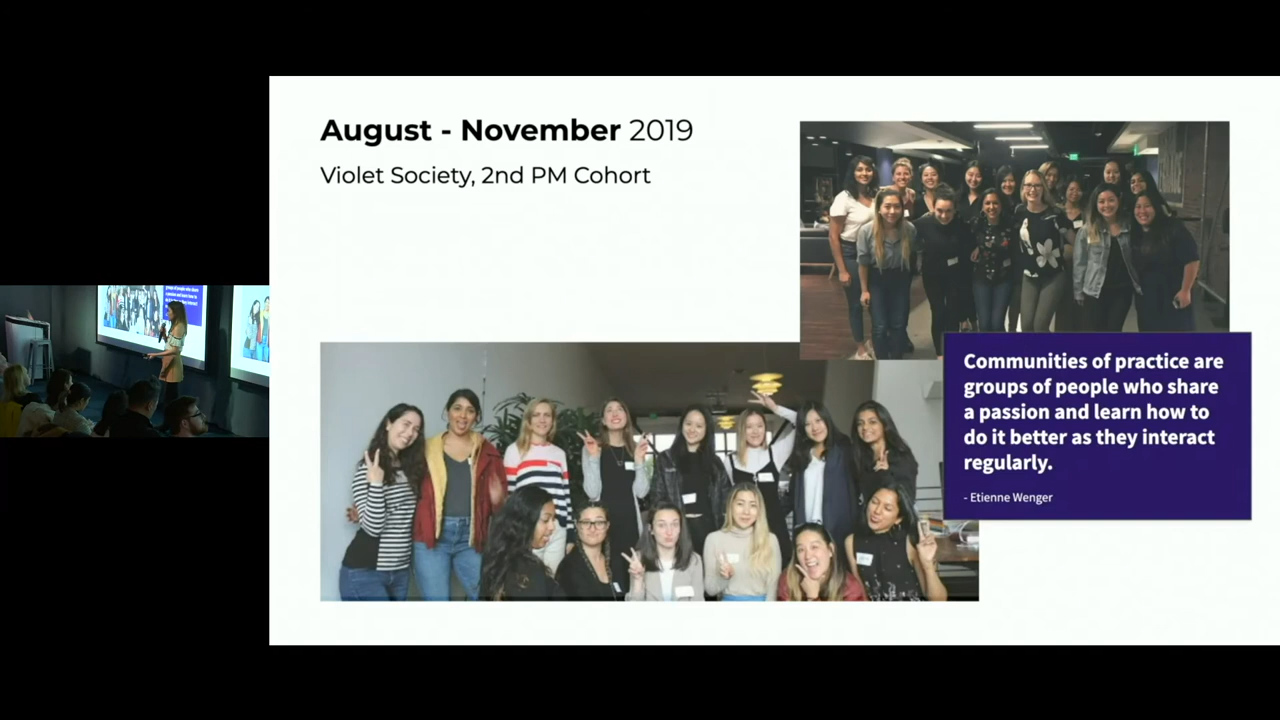 August - November 2019
Violet Society, 2nd PM Cohort
Communities of practice are
groups of people who share
a passion and learn how to
do it better as they interact
regularly.
- Etienne Wenger